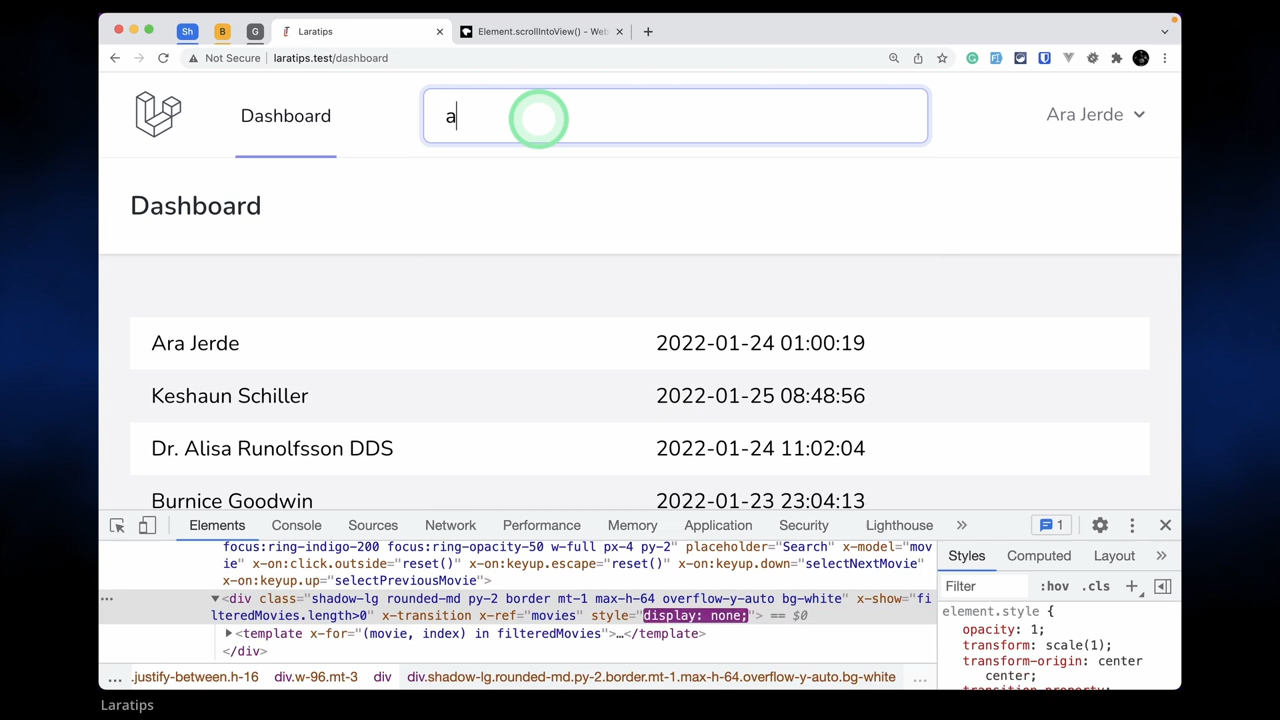 Sh
B
G
Laratips
Element.scrollIntoView() - Web
Not Secure
laratips.test/dashboard
Dashboard
a
Ara Jerde
Dashboard
Ara Jerde 2022-01-24 01:00:19
Keshaun Schiller 2022-01-25 08:48:56
Dr. Alisa Runolfsson DDS 2022-01-24 11:02:04
Burnice Goodwin 2022-01-23 23:04:13
Elements Console Sources Network Performance Memory Application Security Lighthouse » 1
focus:ring-indigo-200 focus:ring-opacity-50 w-full px-4 py-2" placeholder="Search" x-model="mov
ie" x-on:click.outside="reset()" x-on:keyup.escape="reset()" x-on:keyup.down="selectNextMovie"
x-on:keyup.up="selectPreviousMovie">
… ▼<div class="shadow-lg rounded-md py-2 border mt-1 max-h-64 overflow-y-auto bg-white" x-show="fi
lteredMovies.length>0" x-transition x-ref="movies" style="display: none;"> == $0
▶<template x-for="(movie, index) in filteredMovies">…</template>
</div>
… .justify-between.h-16 div.w-96.mt-3 div div.shadow-lg.rounded-md.py-2.border.mt-1.max-h-64.overflow-y-auto.bg-white …
Styles Computed Layout »
Filter :hov .cls +
element.style {
opacity: 1;
transform: scale(1);
transform-origin: center
center;
Laratips